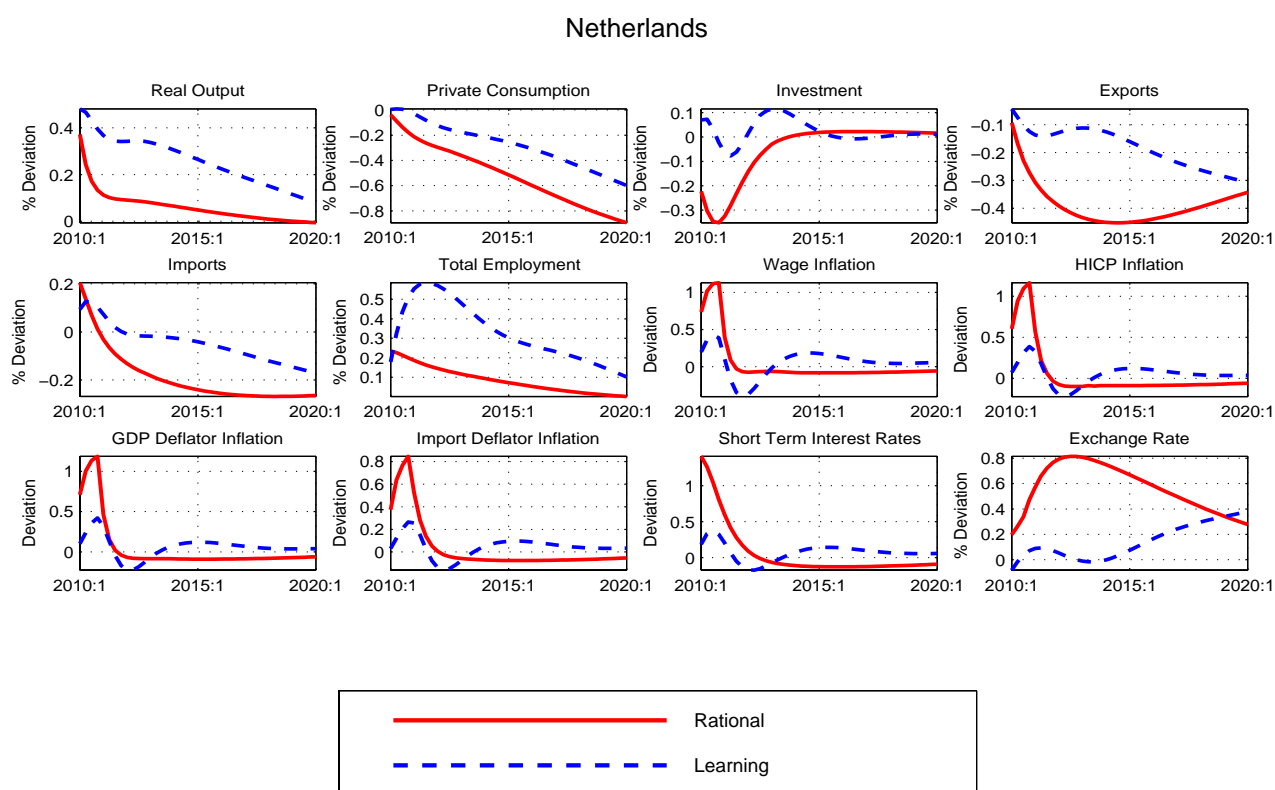 Netherlands
Real Output
% Deviation
0.4
0.2
0
2010:1 2015:1 2020:1
Private Consumption
% Deviation
0
−0.2
−0.4
−0.6
−0.8
2010:1 2015:1 2020:1
Investment
% Deviation
0.1
0
−0.1
−0.2
−0.3
2010:1 2015:1 2020:1
Exports
% Deviation
−0.1
−0.2
−0.3
−0.4
2010:1 2015:1 2020:1
Imports
% Deviation
0.2
0
−0.2
2010:1 2015:1 2020:1
Total Employment
% Deviation
0.5
0.4
0.3
0.2
0.1
2010:1 2015:1 2020:1
Wage Inflation
Deviation
1
0.5
0
2010:1 2015:1 2020:1
HICP Inflation
Deviation
1
0.5
0
2010:1 2015:1 2020:1
GDP Deflator Inflation
Deviation
1
0.5
0
2010:1 2015:1 2020:1
Import Deflator Inflation
Deviation
0.8
0.6
0.4
0.2
0
2010:1 2015:1 2020:1
Short Term Interest Rates
Deviation
1
0.5
0
2010:1 2015:1 2020:1
Exchange Rate
% Deviation
0.8
0.6
0.4
0.2
0
2010:1 2015:1 2020:1
Rational
Learning